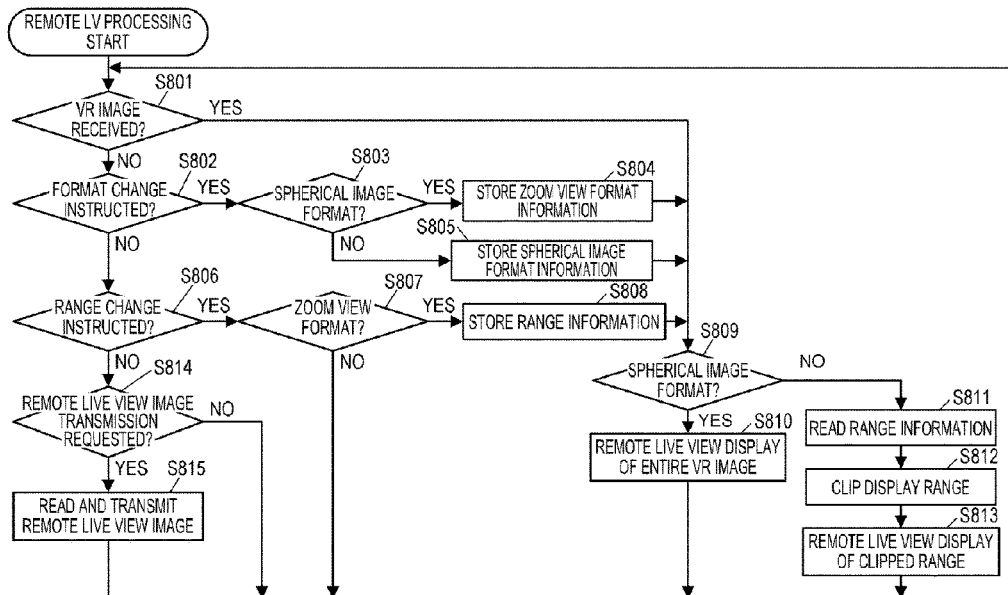 REMOTE LV PROCESSING
START
S801
VR IMAGE
RECEIVED?
YES
NO
S802
FORMAT CHANGE
INSTRUCTED?
YES
NO
S803
SPHERICAL IMAGE
FORMAT?
YES
NO
S804
STORE ZOOM VIEW FORMAT
INFORMATION
S805
STORE SPHERICAL IMAGE
FORMAT INFORMATION
S806
RANGE CHANGE
INSTRUCTED?
YES
NO
S807
ZOOM VIEW
FORMAT?
YES
NO
S808
STORE RANGE INFORMATION
S809
SPHERICAL IMAGE
FORMAT?
NO
YES
S810
REMOTE LIVE VIEW DISPLAY
OF ENTIRE VR IMAGE
S811
READ RANGE INFORMATION
S812
CLIP DISPLAY RANGE
S813
REMOTE LIVE VIEW DISPLAY
OF CLIPPED RANGE
S814
REMOTE LIVE VIEW IMAGE
TRANSMISSION
REQUESTED?
NO
YES
S815
READ AND TRANSMIT
REMOTE LIVE VIEW IMAGE